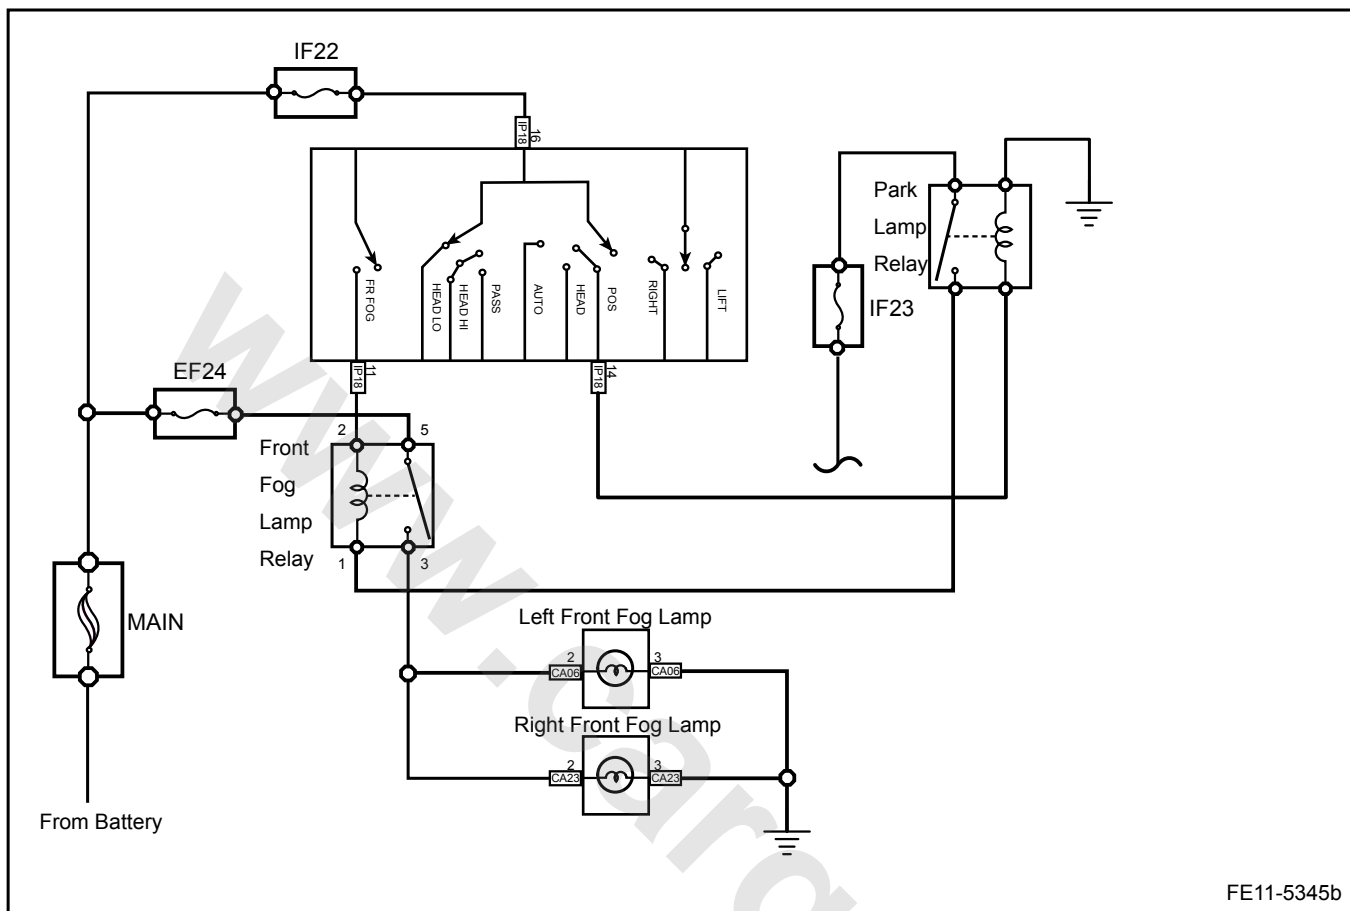 IF22
16
IP18
Park
Lamp
Relay
FR FOG
HEAD LO
HEAD HI
PASS
AUTO
HEAD
POS
RIGHT
LIFT
IF23
11
IP18
14
IP18
EF24
2
5
Front
Fog
Lamp
Relay
1
3
MAIN
Left Front Fog Lamp
2
3
CA06
CA06
Right Front Fog Lamp
2
3
CA23
CA23
From Battery
FE11-5345b
www.carq